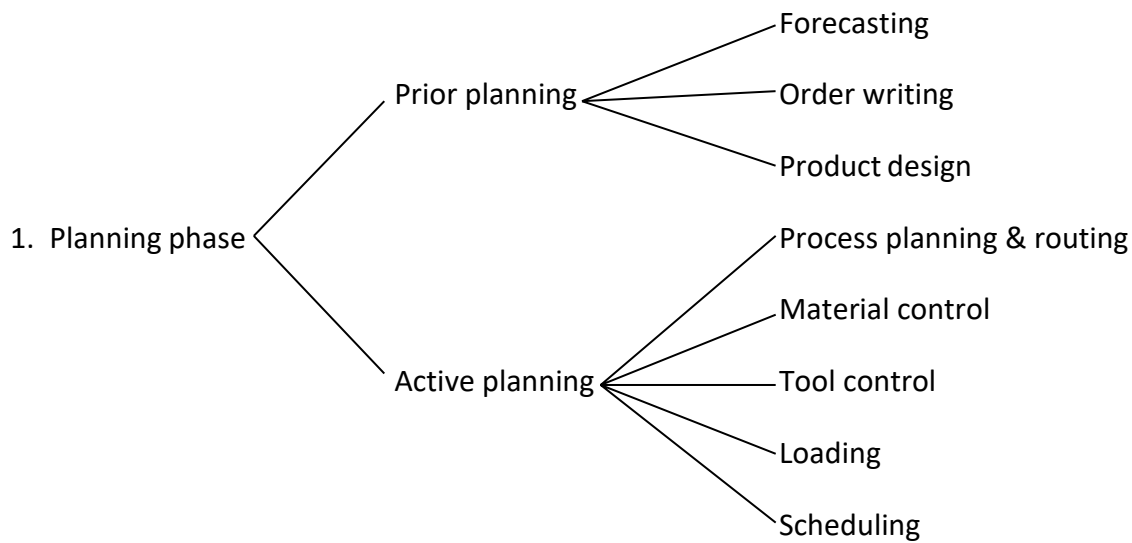 Forecasting
Prior planning
Order writing
Product design
1. Planning phase
Process planning & routing
Material control
Active planning
Tool control
Loading
Scheduling